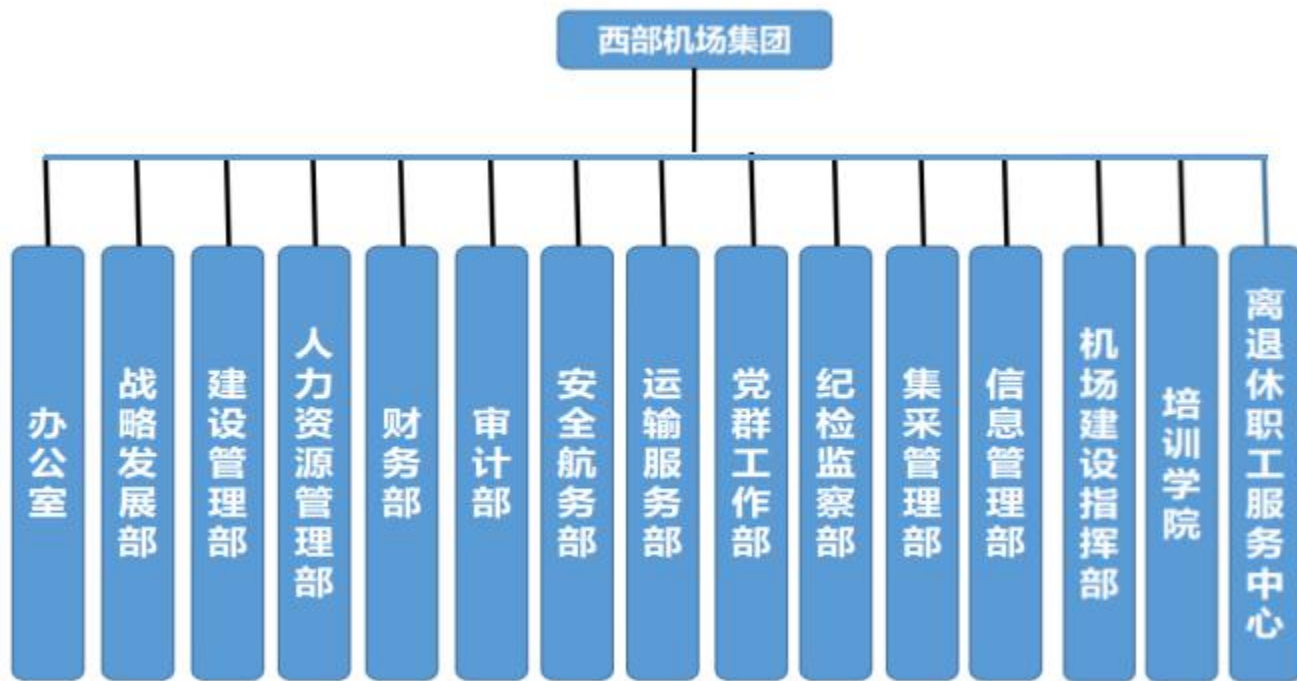 西部机场集团
办公室
战略发展部
建设管理部
人力资源管理部
财务部
审计部
安全航务部
运输服务部
党群工作部
纪检监察部
集采管理部
信息管理部
机场建设指挥部
培训学院
离退休职工服务中心